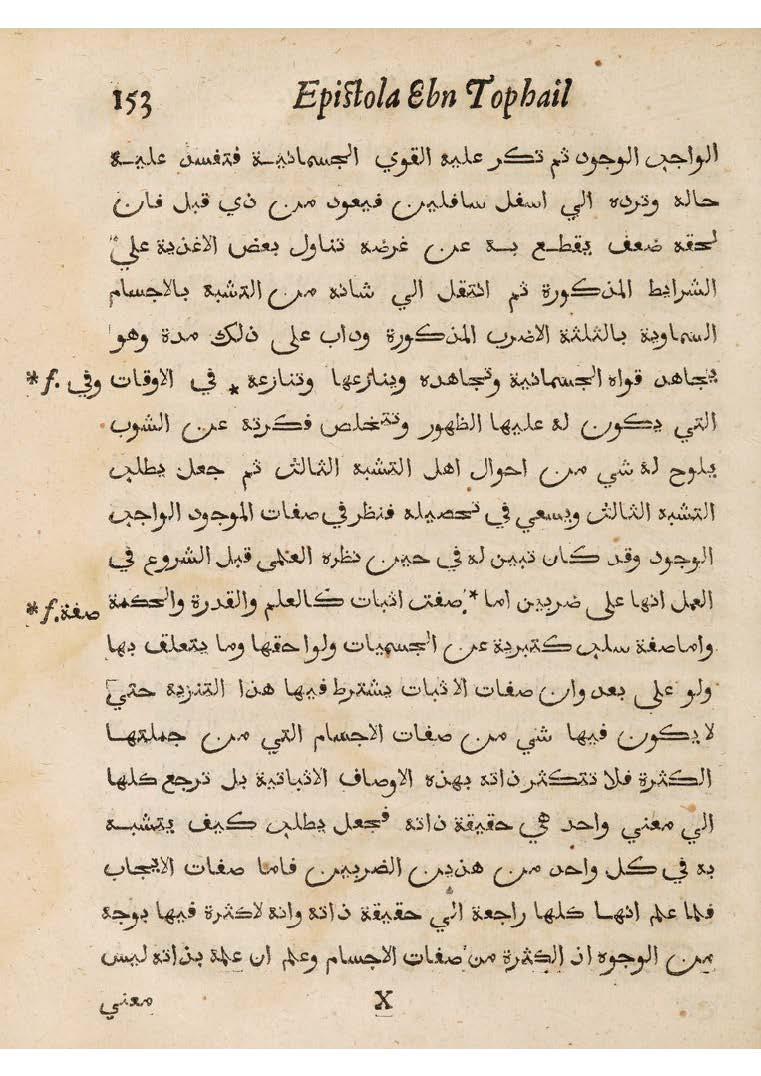 153 Epistola Ebn Tophail
الواجب الوجود ثم تكر عليه القوي الجسمانية فتفسد عليه
حاله وترده الي اسفل سافلين فيعود من ذي قبل فان
لحقه ضعف يقطع به عن غرضه تناول بعض الاغذية علي
الشرايط المذكورة ثم انتقل الي شانه من التشبه بالاجسام
السماوية بالثلثة الاضرب المذكورة وداب على ذلك مدة وهو
يجاهد قواه الجسمانية وتجاهده وينازعها وتنازعه * في الاوقات
* f. وفي
التي يكون له عليها الظهور وتتخلص فكرته عن الشوب
يلوح له شي من احوال اهل التشبه الثالث ثم جعل يطلب
التشبه الثالث ويسعي في تحصيله فنظر في صفات الموجود الواجب
الوجود وقد كان تبين له في حين نظره العلمى قبل الشروع في
العمل انها على ضربين اما * صفت اثبات كالعلم والقدرة والحكمة
* f. صفة
واما صفة سلب كتبرية عن الجسميات ولواحقها وما يتعلق بها
ولو على بعد وان صفات الاثبات يشترط فيها هذا التنزية حتي
لا يكون فيها شي من صفات الاجسام التي من جملتها
الكثرة فلا تتكثر ذاته بهذه الاوصاف الاثباتية بل ترجع كلها
الي معني واحد هي حقيقة ذاته فجعل يطلب كيف يتشبه
به في كل واحد من هذين الضربين فاما صفات الايجاب
فلما علم انها كلها راجعة الي حقيقة ذاته وانه لاكثرة فيها بوجه
من الوجوه اذ الكثرة من صفات الاجسام وعلم ان علمه بذاته ليس
X معني